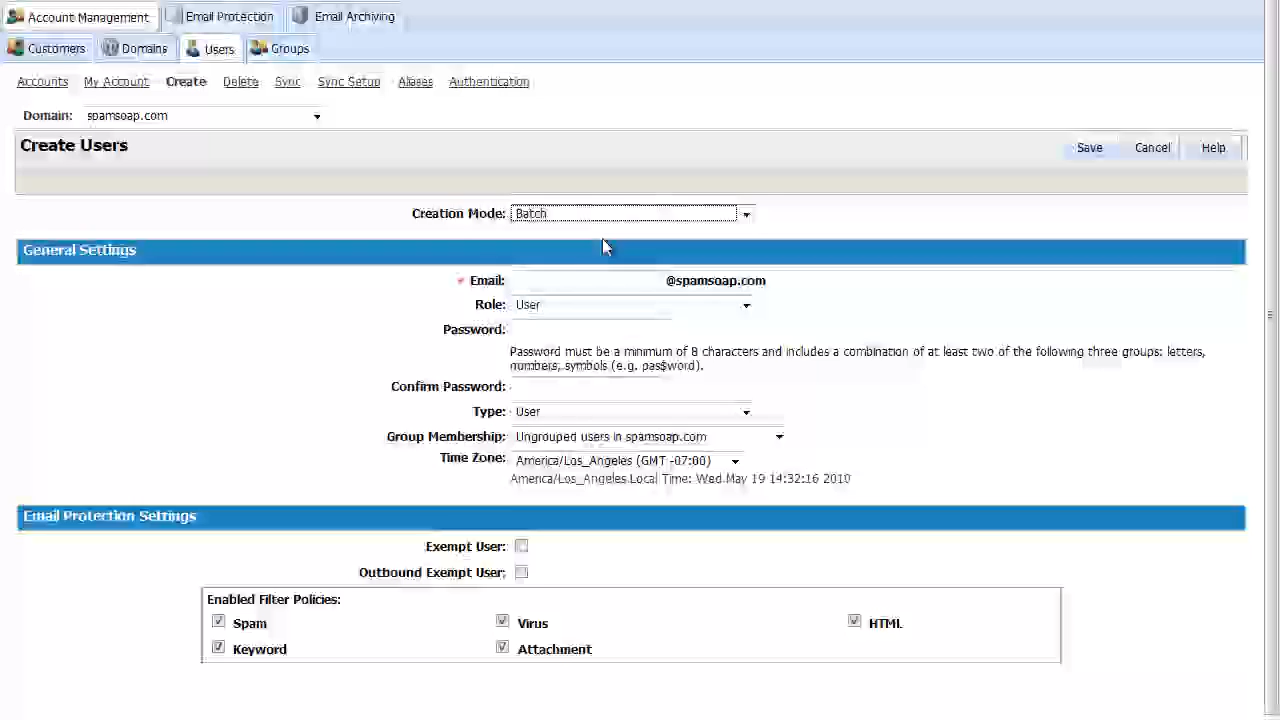 Account Management Email Protection Email Archiving
Customers Domains Users Groups
Accounts My Account Create Delete Sync Sync Setup Aliases Authentication
Domain: spamsoap.com
Create Users Save Cancel Help
Creation Mode: Batch
General Settings
* Email: @spamsoap.com
Role: User
Password:
Password must be a minimum of 8 characters and includes a combination of at least two of the following three groups: letters,
numbers, symbols (e.g. pas$word).
Confirm Password:
Type: User
Group Membership: Ungrouped users in spamsoap.com
Time Zone: America/Los_Angeles (GMT -07:00)
America/Los_Angeles Local Time: Wed May 19 14:32:16 2010
Email Protection Settings
Exempt User:
Outbound Exempt User:
Enabled Filter Policies:
Spam Virus HTML
Keyword Attachment